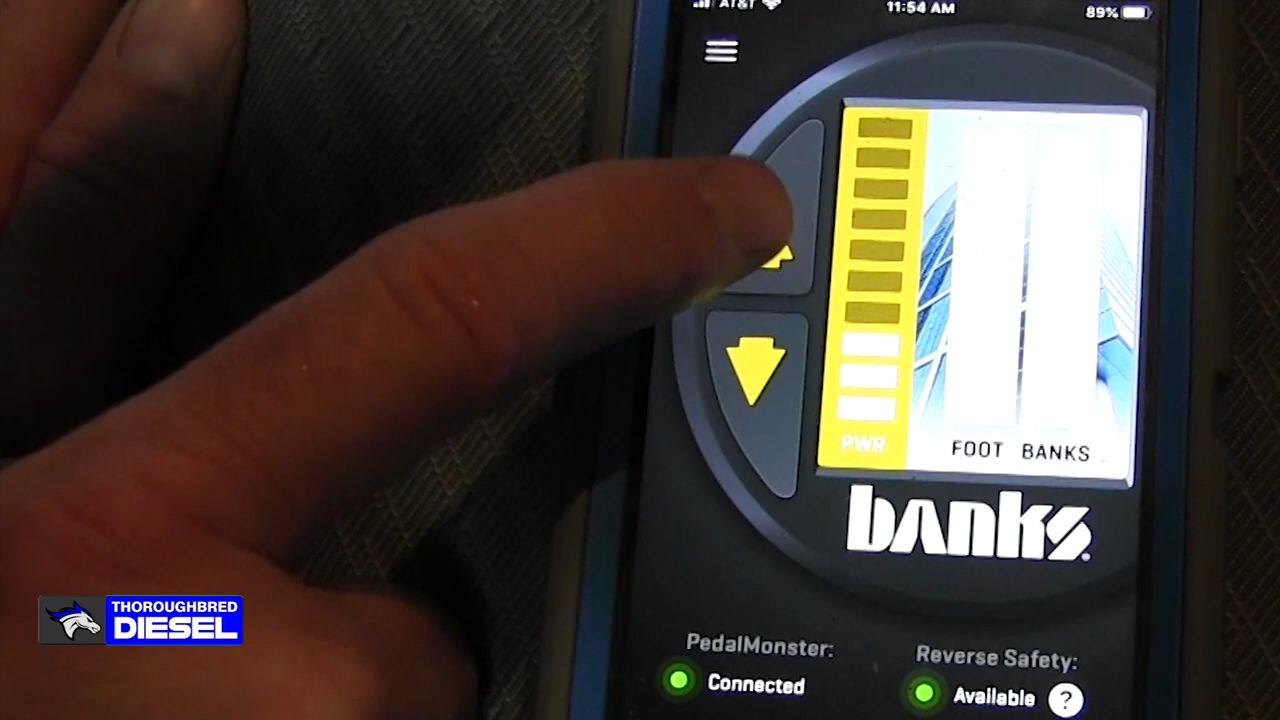 AT&T 11:54 AM 89%
PWR
FOOT BANKS
banks
THOROUGHBRED
DIESEL
PedalMonster: Reverse Safety:
Connected Available ?